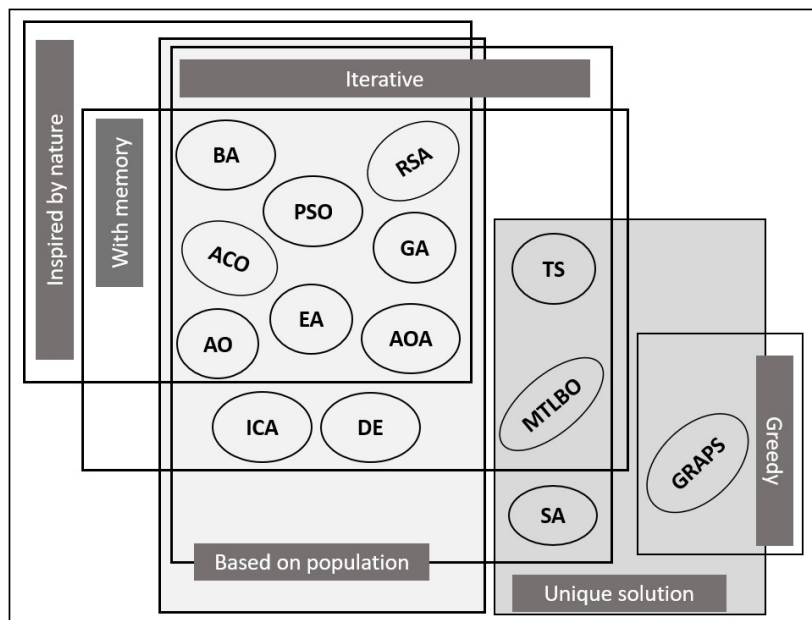 Iterative
Inspired by nature
With memory
BA
RSA
PSO
ACO
GA
TS
EA
AO
AOA
MTLBO
Greedy
ICA
DE
GRAPS
SA
Based on population
Unique solution